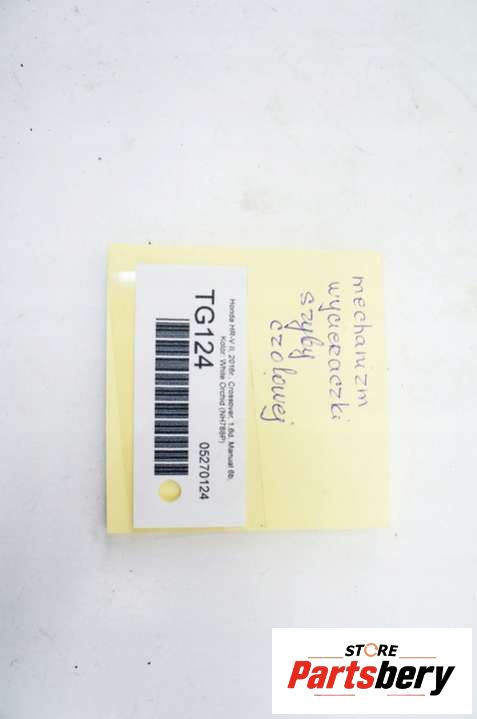 mechanizm
wycieraczki
szyby
czołowej
Honda HR-V II, 2016r, Crossover, 1.6d, Manual 6b,
Kolor: White Orchid (NH788P)
TG124
05270124
STORE
Partsbery